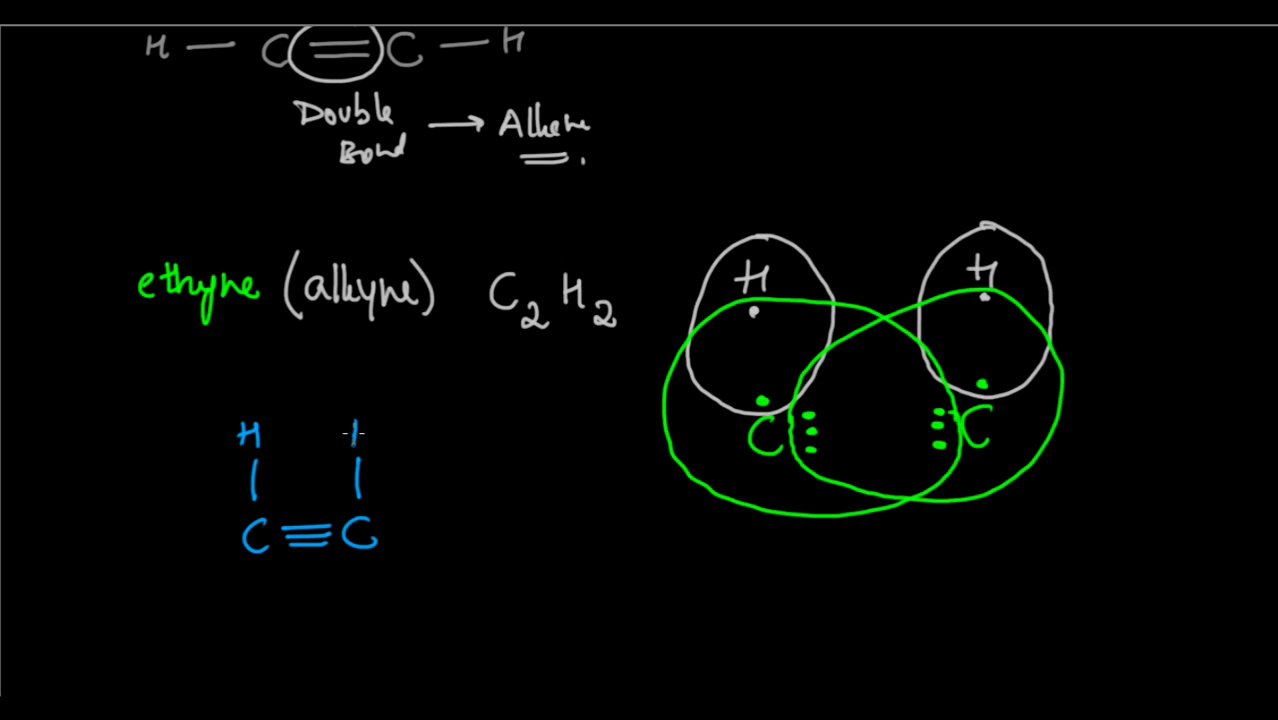 H — C = C — H
Double
Bond → Alkene
ethyne (alkyne) C2H2
H H
C C
H
C ≡ C